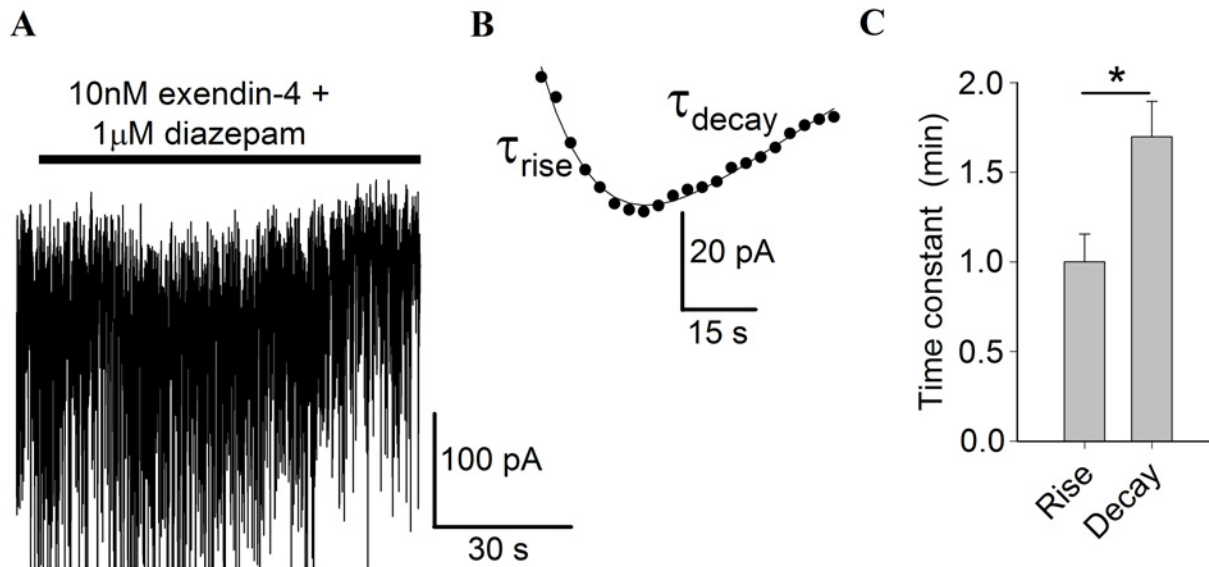 A
10nM exendin-4 +
1μM diazepam
100 pA
30 s
B
τrise
τdecay
20 pA
15 s
C
*
Time constant (min)
2.0
1.5
1.0
0.5
0.0
Rise
Decay